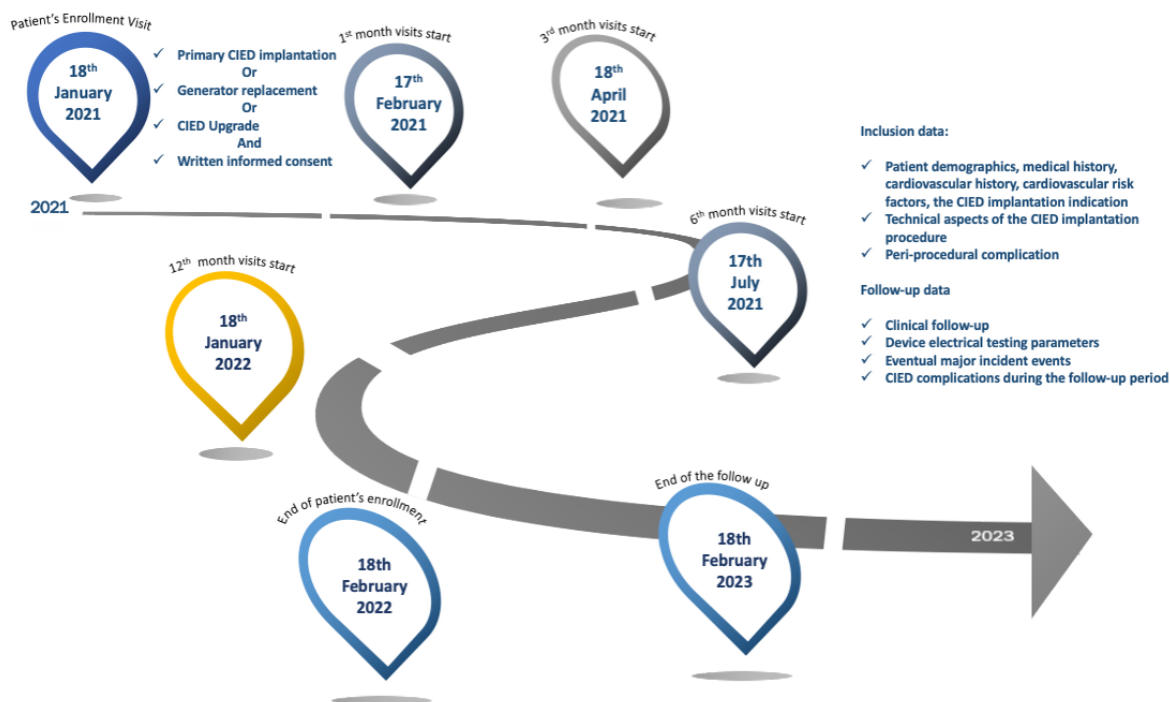 Patient's Enrollment Visit
18th
January
2021
✓ Primary CIED implantation
Or
✓ Generator replacement
Or
✓ CIED Upgrade
And
✓ Written informed consent
1st month visits start
17th
February
2021
3rd month visits start
18th
April
2021
2021
6th month visits start
17th
July
2021
12th month visits start
18th
January
2022
End of patient's enrollment
18th
February
2022
End of the follow up
18th
February
2023
2023
Inclusion data:
✓ Patient demographics, medical history,
cardiovascular history, cardiovascular risk
factors, the CIED implantation indication
✓ Technical aspects of the CIED implantation
procedure
✓ Peri-procedural complication
Follow-up data
✓ Clinical follow-up
✓ Device electrical testing parameters
✓ Eventual major incident events
✓ CIED complications during the follow-up period